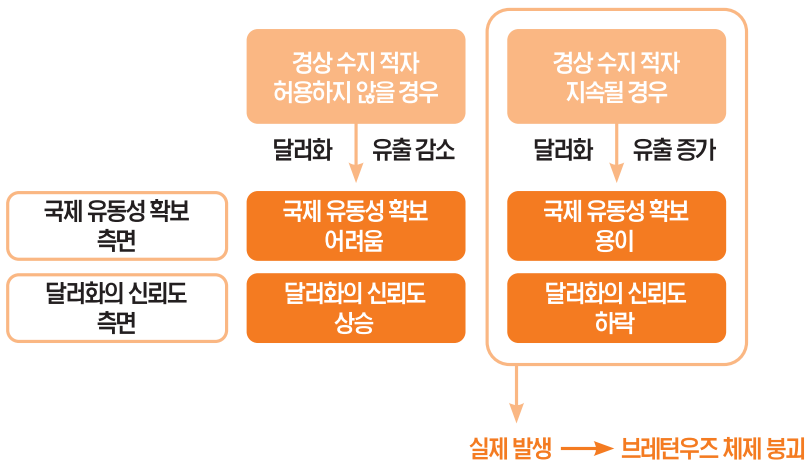 경상 수지 적자
허용하지 않을 경우
경상 수지 적자
지속될 경우
달러화 유출 감소
달러화 유출 증가
국제 유동성 확보
측면
국제 유동성 확보
어려움
국제 유동성 확보
용이
달러화의 신뢰도
측면
달러화의 신뢰도
상승
달러화의 신뢰도
하락
실제 발생 브레턴우즈 체제 붕괴